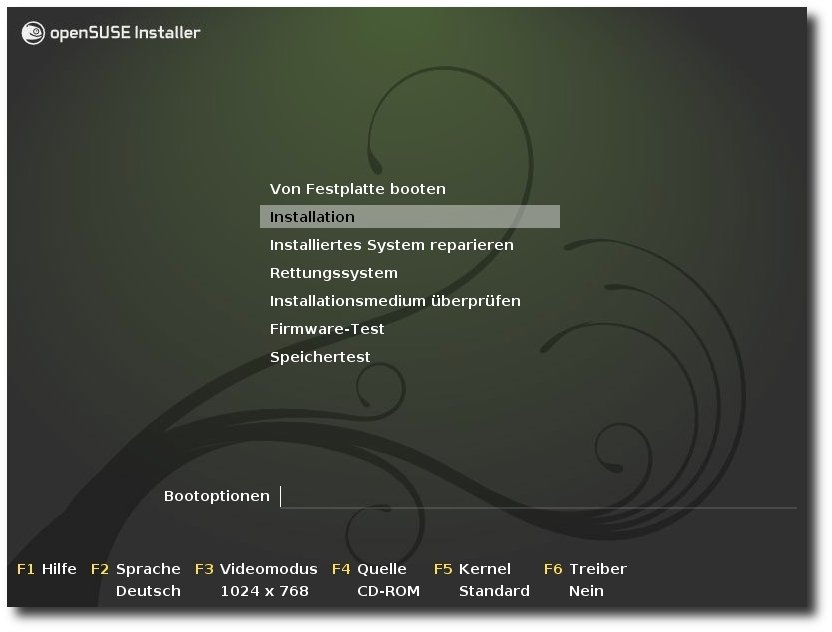 openSUSE Installer
Von Festplatte booten
Installation
Installiertes System reparieren
Rettungssystem
Installationsmedium überprüfen
Firmware-Test
Speichertest
Bootoptionen
F1 Hilfe F2 Sprache F3 Videomodus F4 Quelle F5 Kernel F6 Treiber
Deutsch 1024 x 768 CD-ROM Standard Nein